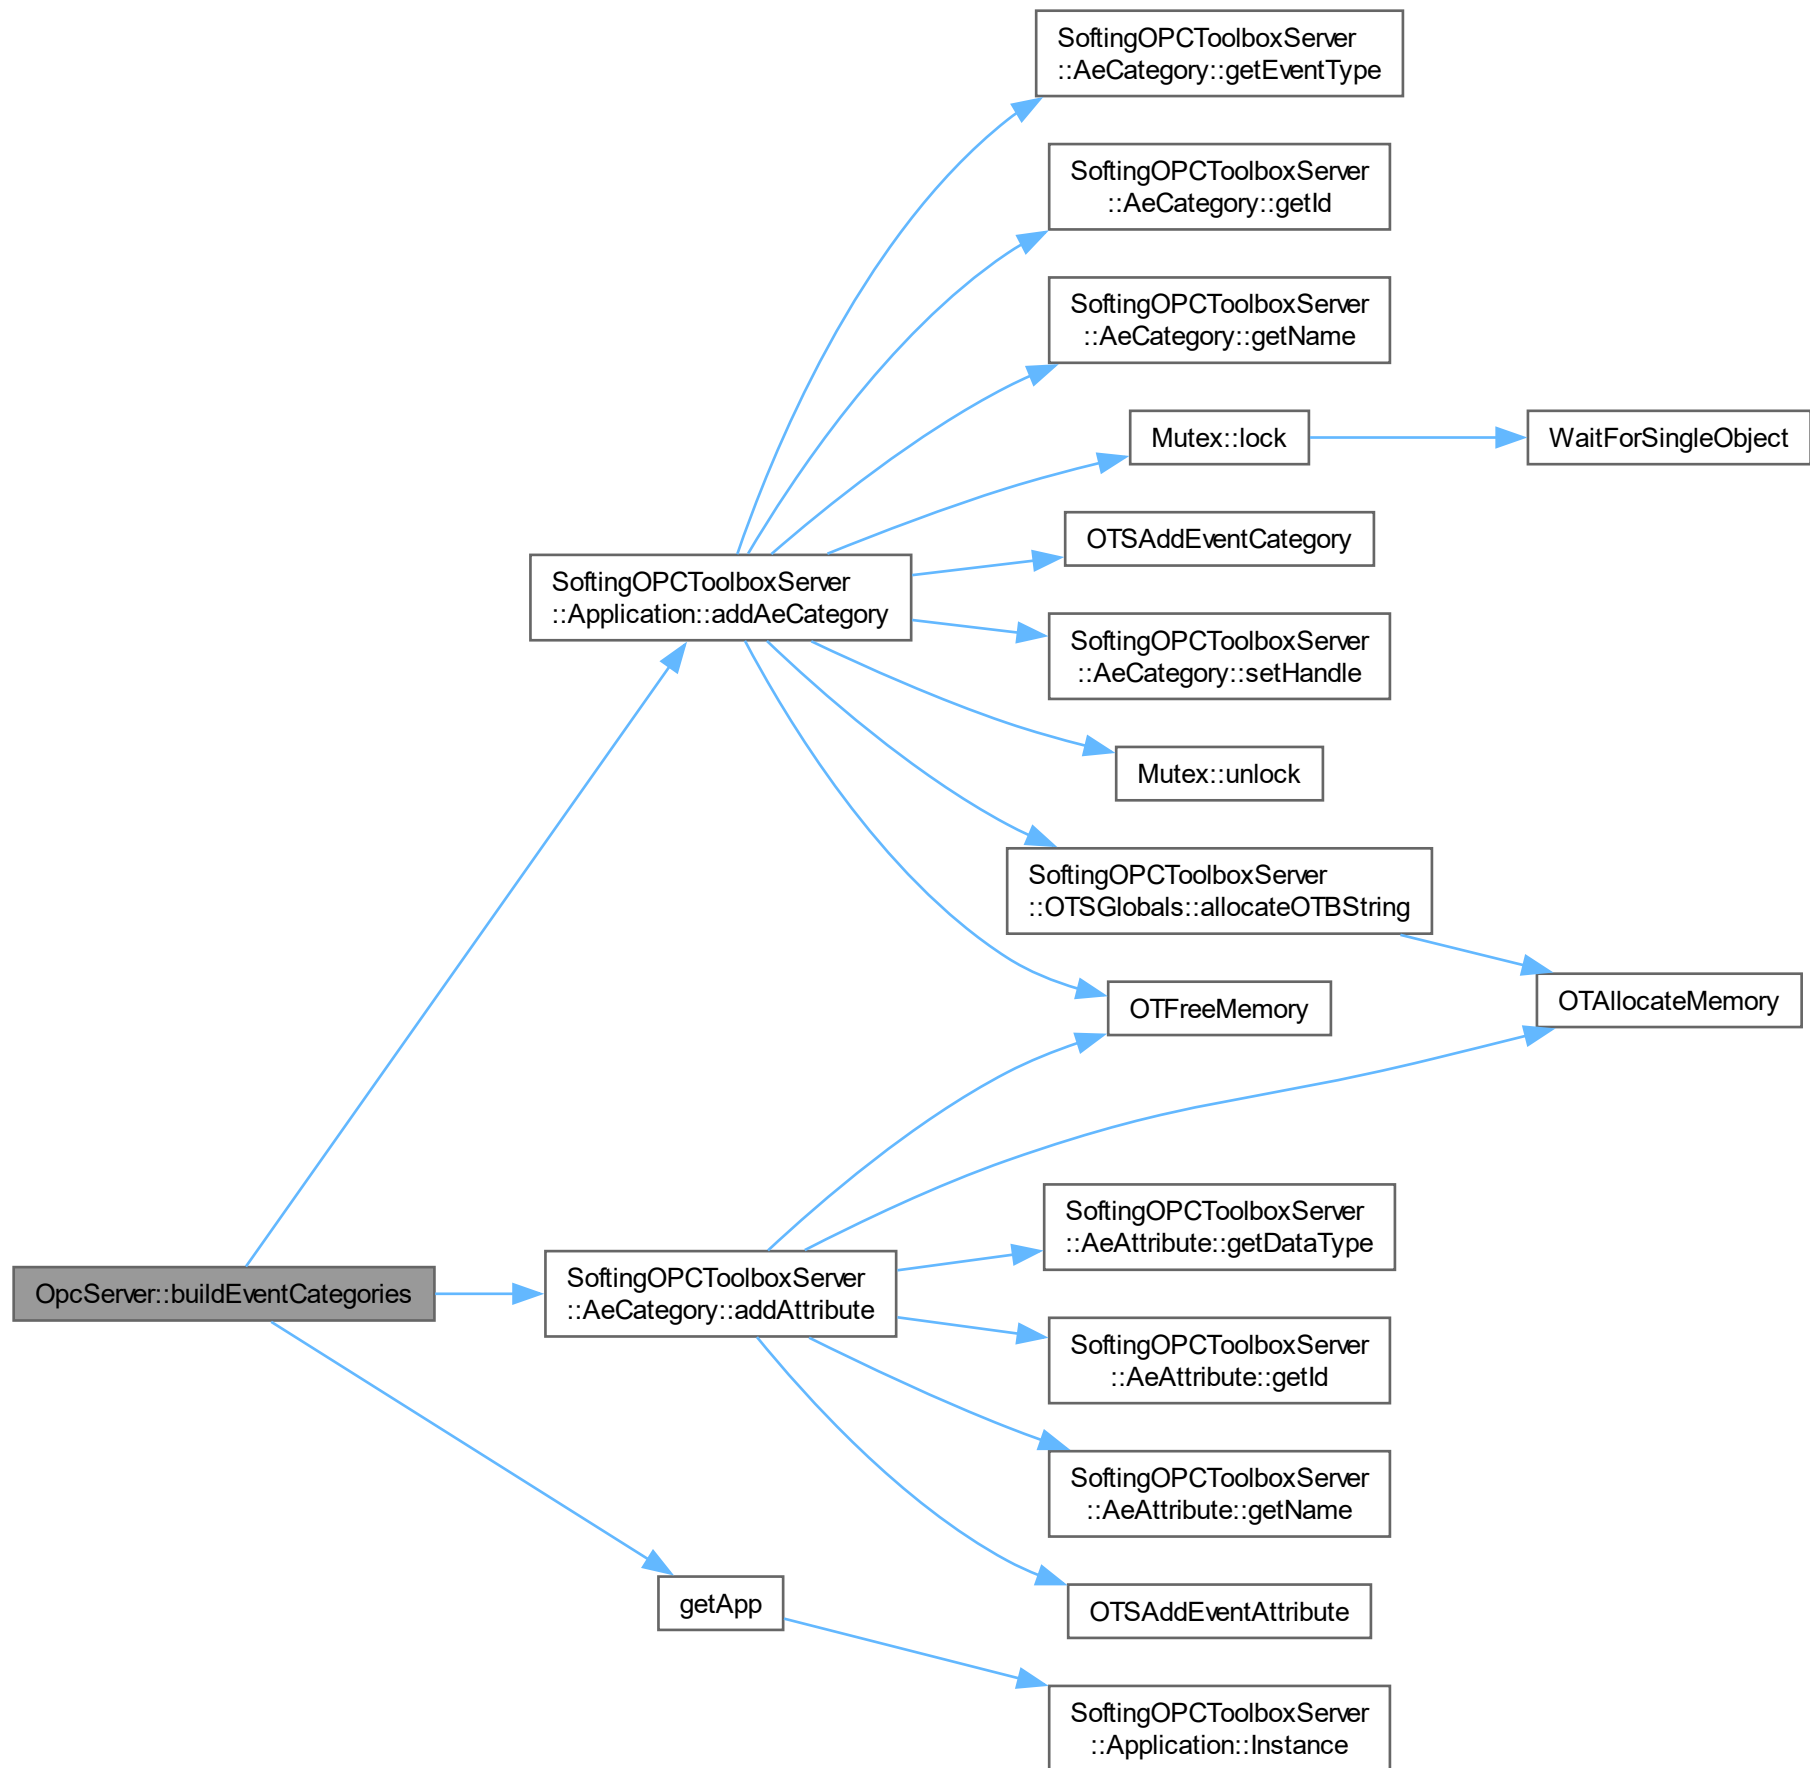 SoftingOPCToolboxServer
::AeCategory::getEventType
SoftingOPCToolboxServer
::AeCategory::getId
SoftingOPCToolboxServer
::AeCategory::getName
Mutex::lock
WaitForSingleObject
OTSAddEventCategory
SoftingOPCToolboxServer
::Application::addAeCategory
SoftingOPCToolboxServer
::AeCategory::setHandle
Mutex::unlock
SoftingOPCToolboxServer
::OTSGlobals::allocateOTBString
OTFreeMemory
OTAllocateMemory
SoftingOPCToolboxServer
::AeAttribute::getDataType
OpcServer::buildEventCategories
SoftingOPCToolboxServer
::AeCategory::addAttribute
SoftingOPCToolboxServer
::AeAttribute::getId
SoftingOPCToolboxServer
::AeAttribute::getName
getApp
OTSAddEventAttribute
SoftingOPCToolboxServer
::Application::Instance